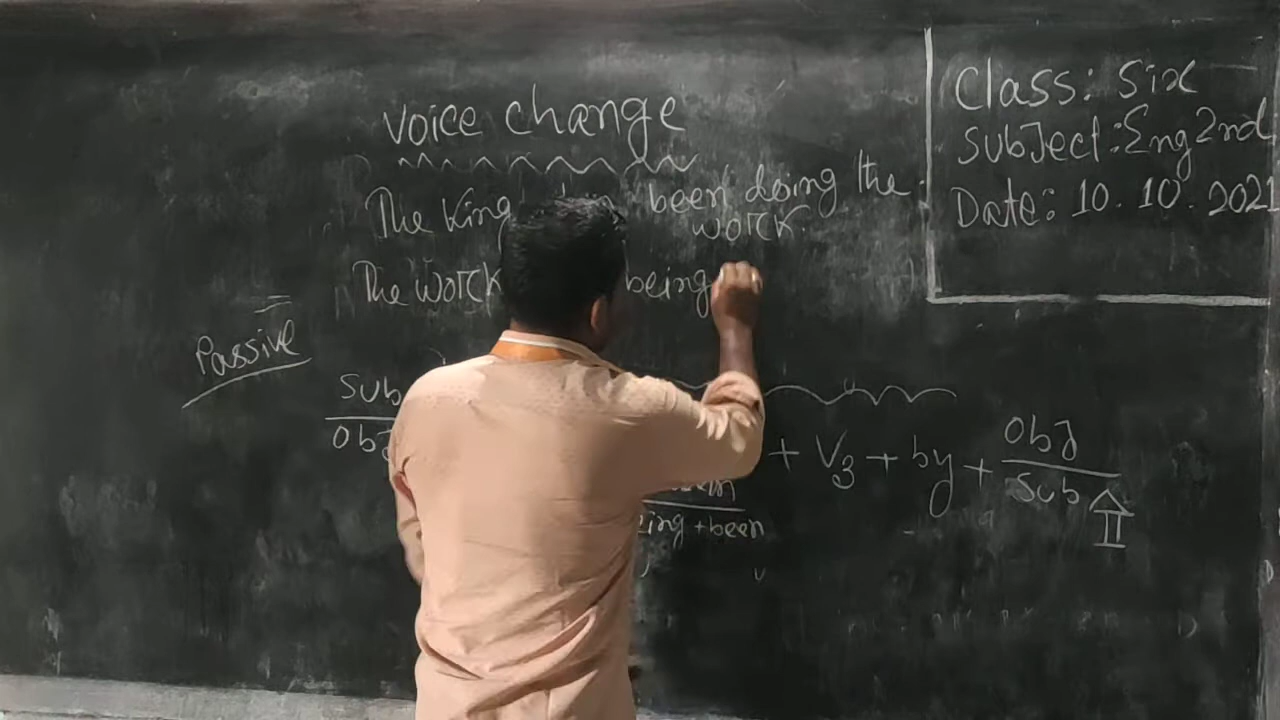 Voice change
The King been doing the
work.
The work being
Passive
Sub
Obj
+ V3 + by + Obj
Sub
ing + been
Class: Six
Subject: Eng 2nd
Date: 10. 10. 2021